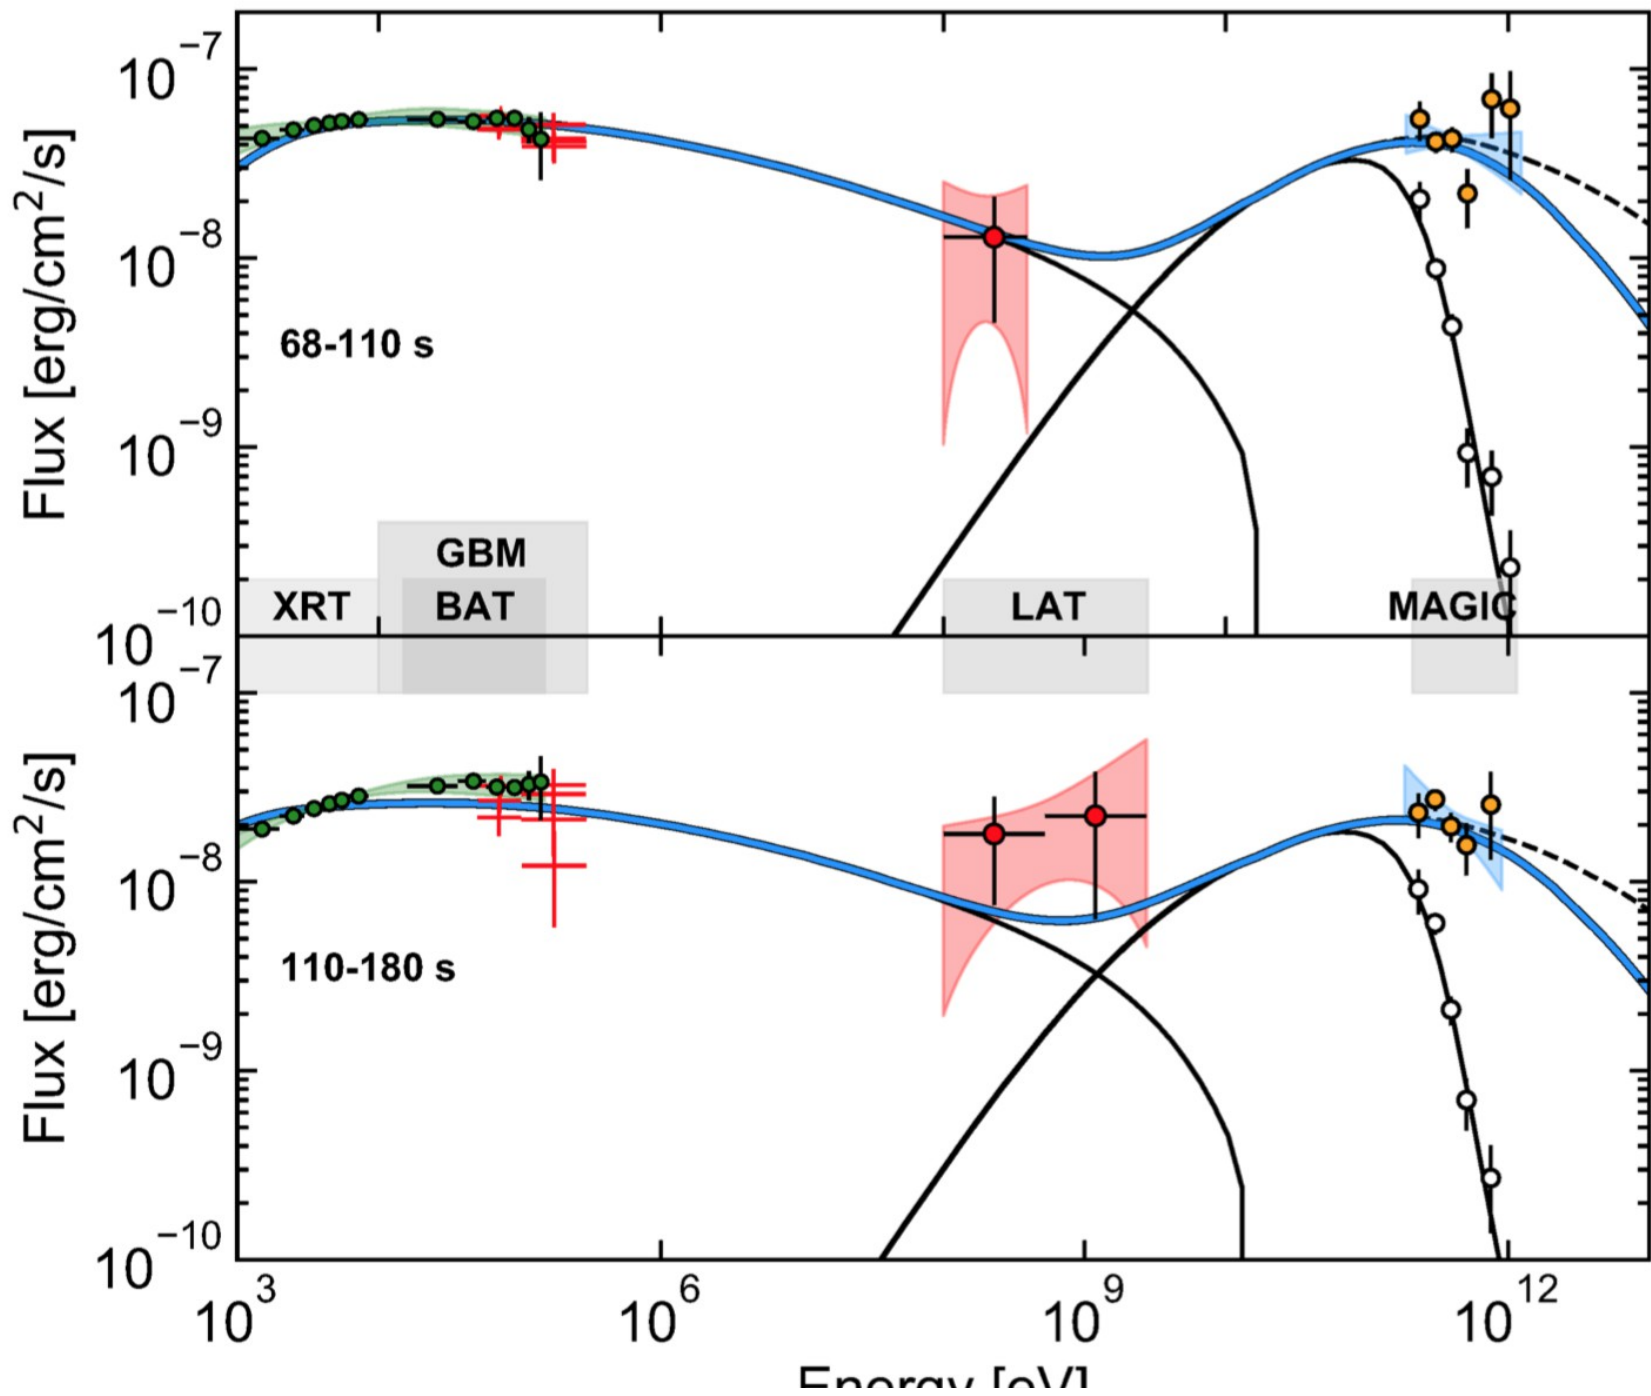 10^−7
10^−8
10^−9
10^−10
Flux [erg/cm^2/s]
68-110 s
GBM
XRT BAT LAT MAGIC
10^−7
10^−8
10^−9
10^−10
Flux [erg/cm^2/s]
110-180 s
10^3 10^6 10^9 10^12
Energy [eV]